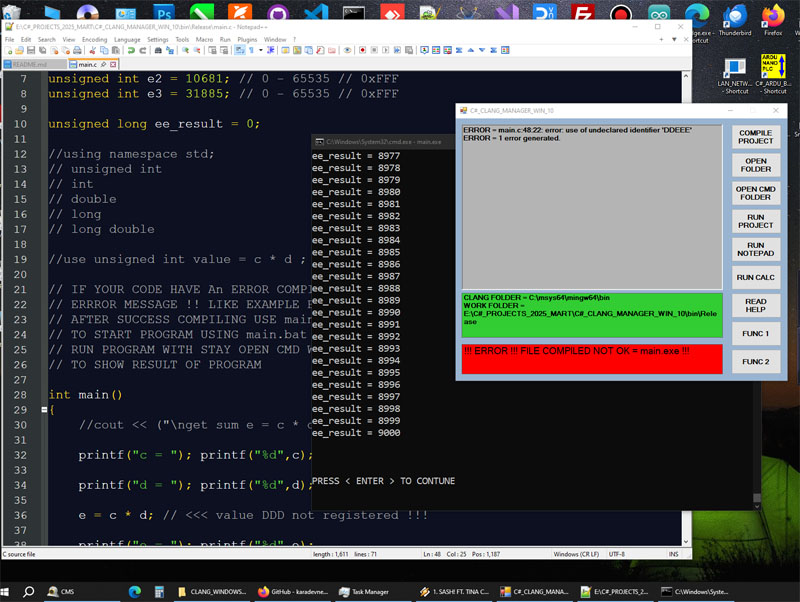 Thunderbird
Firefox
LAN_NETW...
- Shortcut
C#_ARDU_B...
- Shortcut
E:\C#_PROJECTS_2025_MART\C#_CLANG_MANAGER_WIN_10\bin\Release\main.c - Notepad++
File Edit Search View Encoding Language Settings Tools Macro Run Plugins Window ?
README.md
main.c
7 unsigned int e2 = 10681; // 0 - 65535 // 0xFFF
8 unsigned int e3 = 31885; // 0 - 65535 // 0xFFF
9
10 unsigned long ee_result = 0;
11
12 //using namespace std;
13 // unsigned int
14 // int
15 // double
16 // long
17 // long double
18
19 //use unsigned int value = c * d ;
20
21 // IF YOUR CODE HAVE An ERROR COMP
22 // ERRROR MESSAGE !! LIKE EXAMPLE
23 // AFTER SUCCESS COMPILING USE mai
24 // TO START PROGRAM USING main.bat
25 // RUN PROGRAM WITH STAY OPEN CMD
26 // TO SHOW RESULT OF PROGRAM
27
28 int main()
29 {
30 //cout << ("\nget sum e = c *
31
32 printf("c = "); printf("%d",c);
33
34 printf("d = "); printf("%d",d);
35
36 e = c * d; // <<< value DDD not registered !!!
37
38 printf("e = "); printf("%d",e);
C source file
length : 1,611 lines : 71
Ln : 48 Col : 25 Pos : 1,187
Windows (CR LF)
UTF-8
INS
C:\Windows\System32\cmd.exe - main.exe
ee_result = 8977
ee_result = 8978
ee_result = 8979
ee_result = 8980
ee_result = 8981
ee_result = 8982
ee_result = 8983
ee_result = 8984
ee_result = 8985
ee_result = 8986
ee_result = 8987
ee_result = 8988
ee_result = 8989
ee_result = 8990
ee_result = 8991
ee_result = 8992
ee_result = 8993
ee_result = 8994
ee_result = 8995
ee_result = 8996
ee_result = 8997
ee_result = 8998
ee_result = 8999
ee_result = 9000
PRESS < ENTER > TO CONTUNE
C#_CLANG_MANAGER_WIN_10
ERROR = main.c:48:22: error: use of undeclared identifier 'DDEEE'
ERROR = 1 error generated.
CLANG FOLDER = C:\msys64\mingw64\bin
WORK FOLDER =
E:\C#_PROJECTS_2025_MART\C#_CLANG_MANAGER_WIN_10\bin\Rele
ase
!!! ERROR !!! FILE COMPILED NOT OK = main.exe !!!
COMPILE
PROJECT
OPEN
FOLDER
OPEN CMD
FOLDER
RUN
PROJECT
RUN
NOTEPAD
RUN CALC
READ
HELP
FUNC 1
FUNC 2
CMS
CLANG_WINDOWS...
GitHub - karadevne...
Task Manager
1. SASH! FT. TINA C...
C#_CLANG_MANA...
E:\C#_PROJECTS_2...
C:\Windows\Syste...